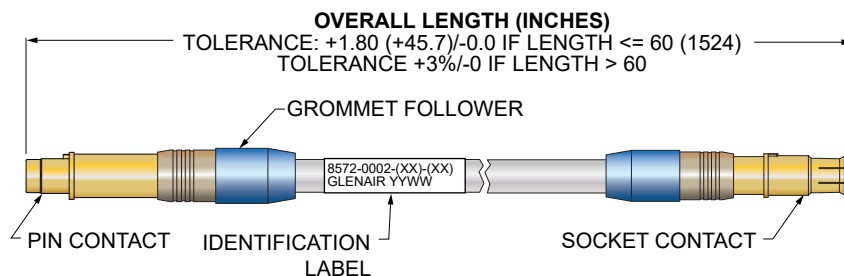 OVERALL LENGTH (INCHES)
TOLERANCE: +1.80 (+45.7)/-0.0 IF LENGTH <= 60 (1524)
TOLERANCE +3%/-0 IF LENGTH > 60
GROMMET FOLLOWER
8572-0002-(XX)-(XX)
GLENAIR YYWW
PIN CONTACT
IDENTIFICATION
LABEL
SOCKET CONTACT